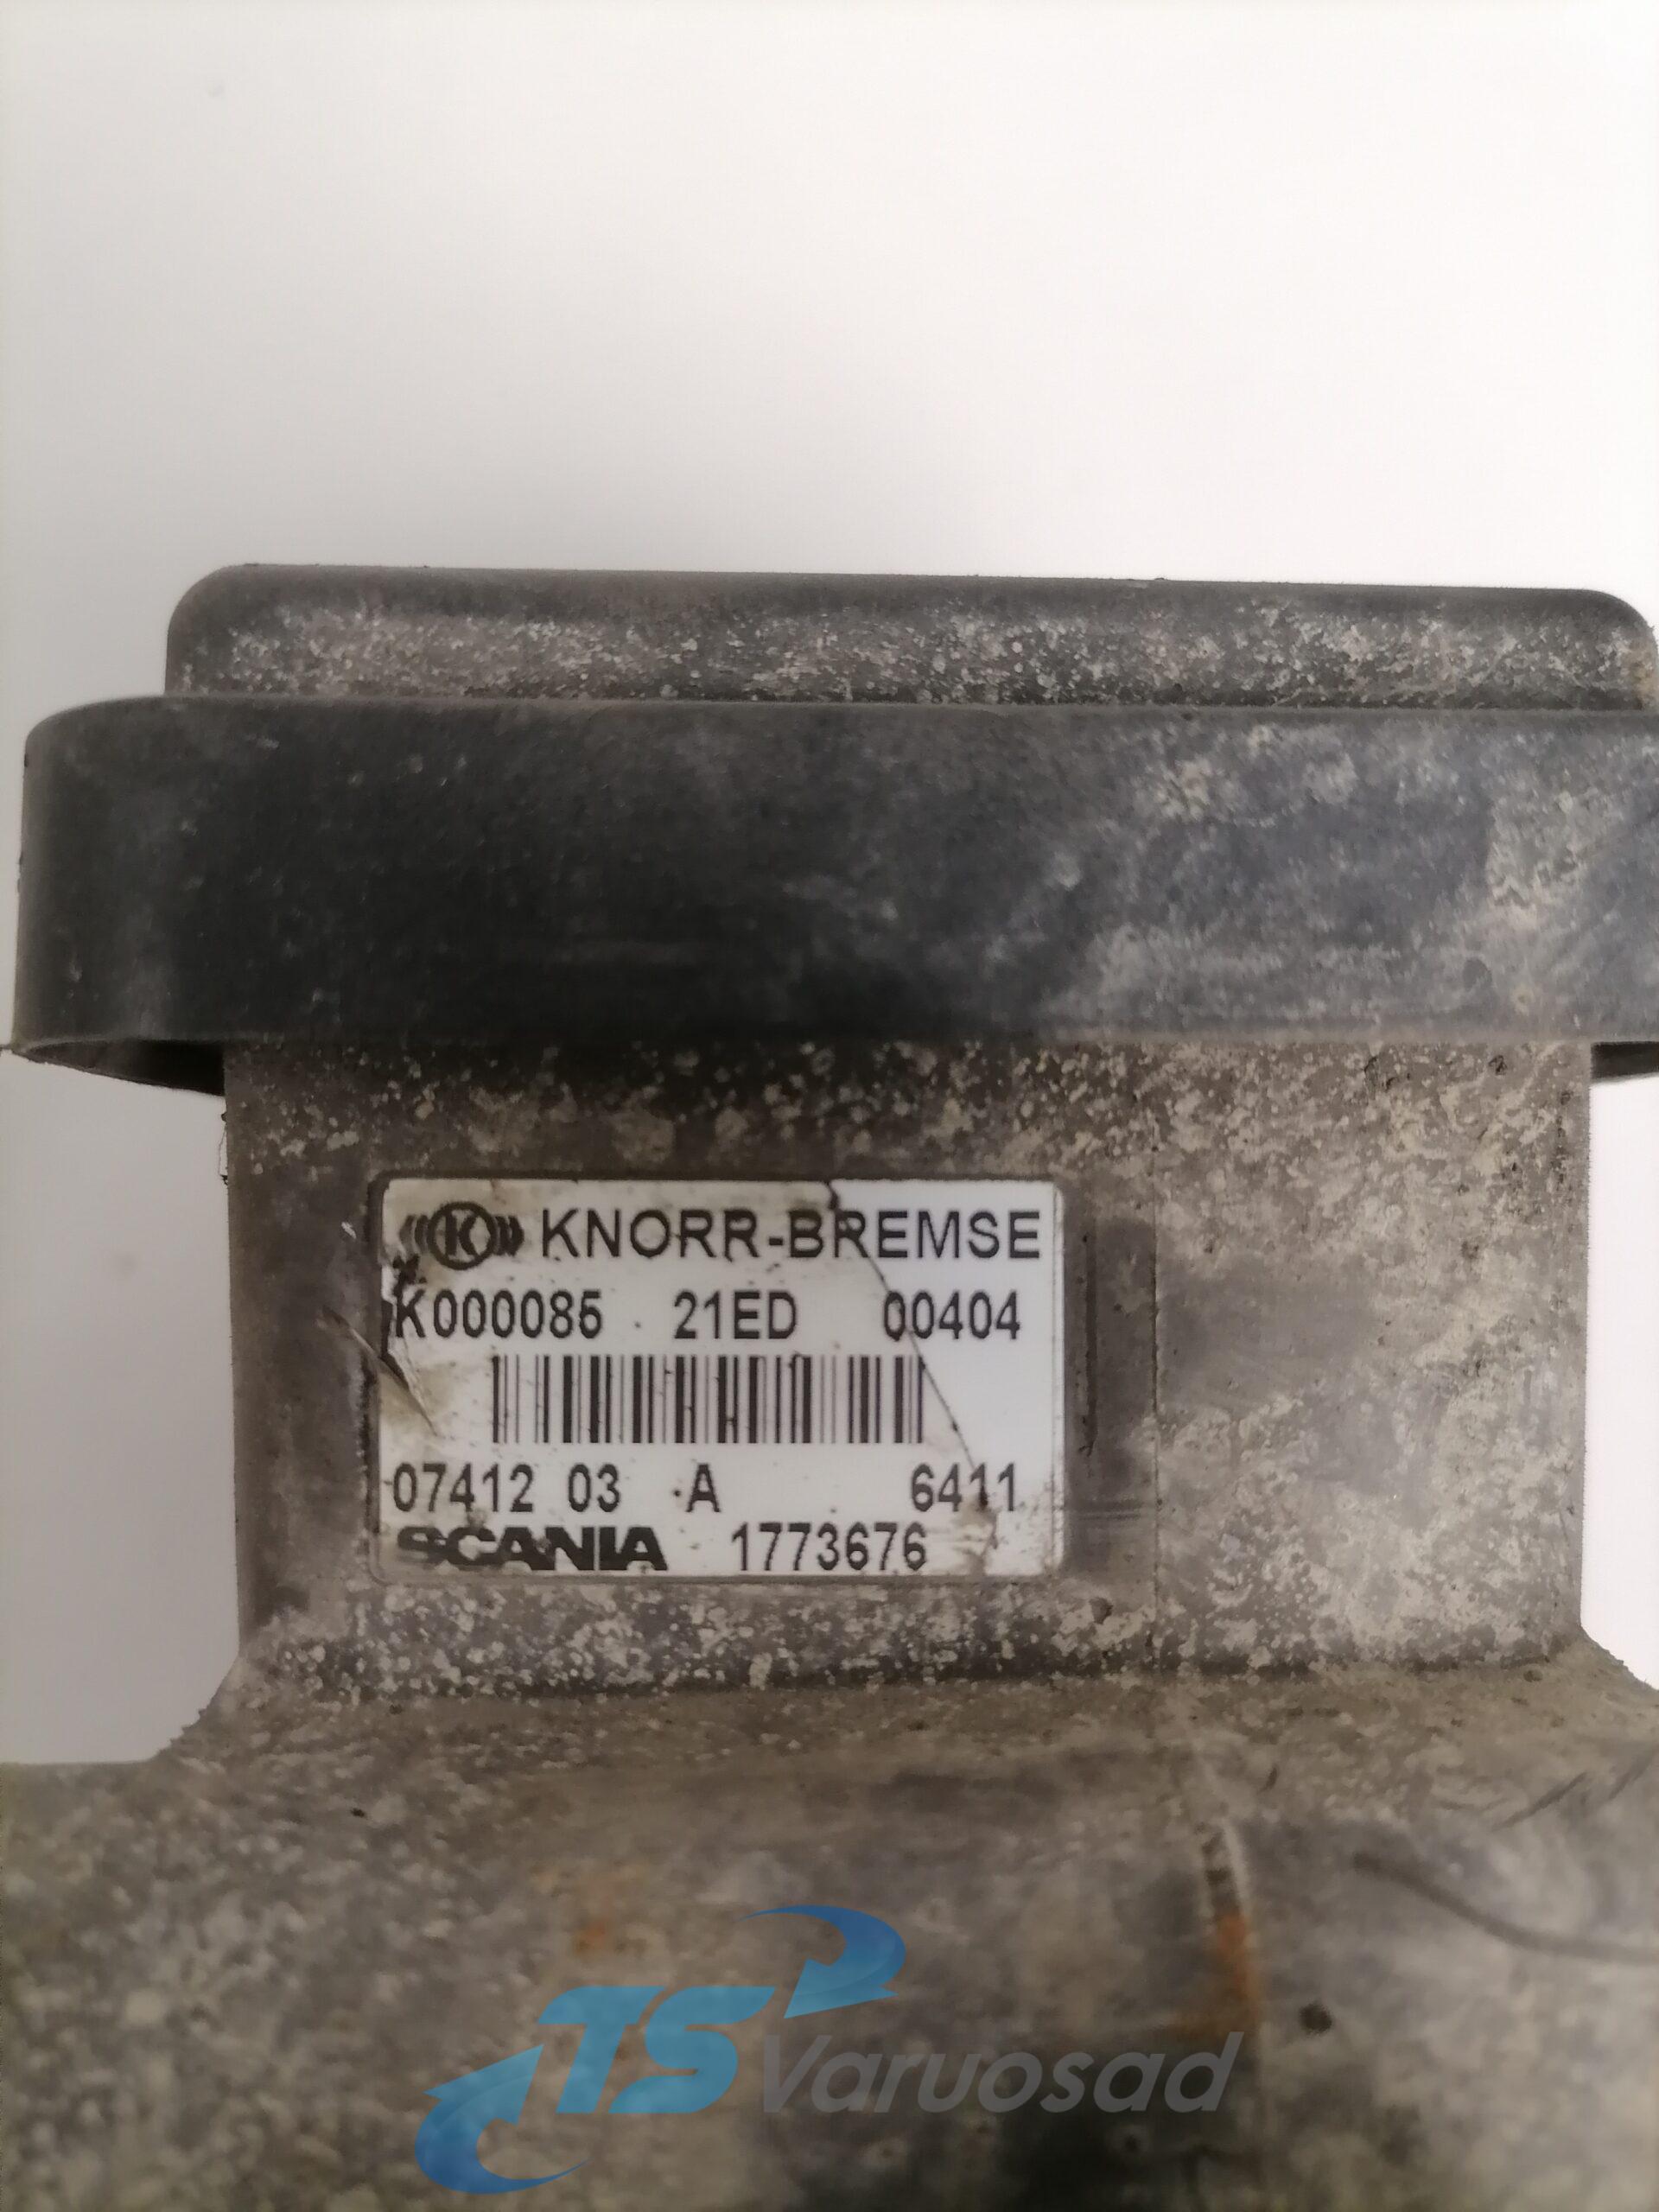 ((K)) KNORR-BREMSE
K000085 21ED 00404
07412 03 A 6411
SCANIA 1773676
TS Varuosad